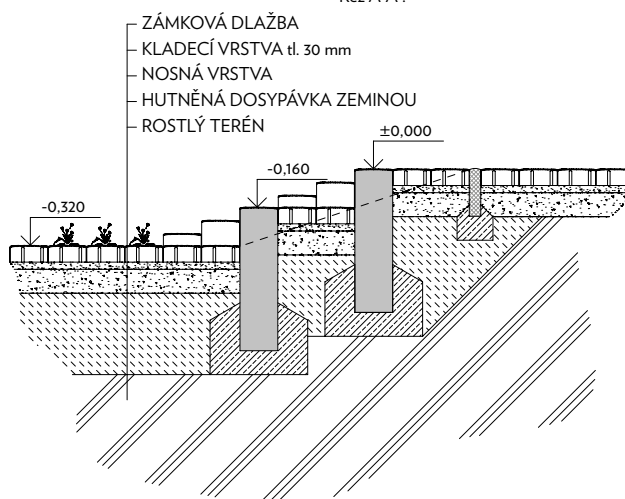 ZÁMKOVÁ DLAŽBA
KLADECÍ VRSTVA tl. 30 mm
NOSNÁ VRSTVA
HUTNĚNÁ DOSYPÁVKA ZEMINOU
ROSTLÝ TERÉN
±0,000
-0,160
-0,320